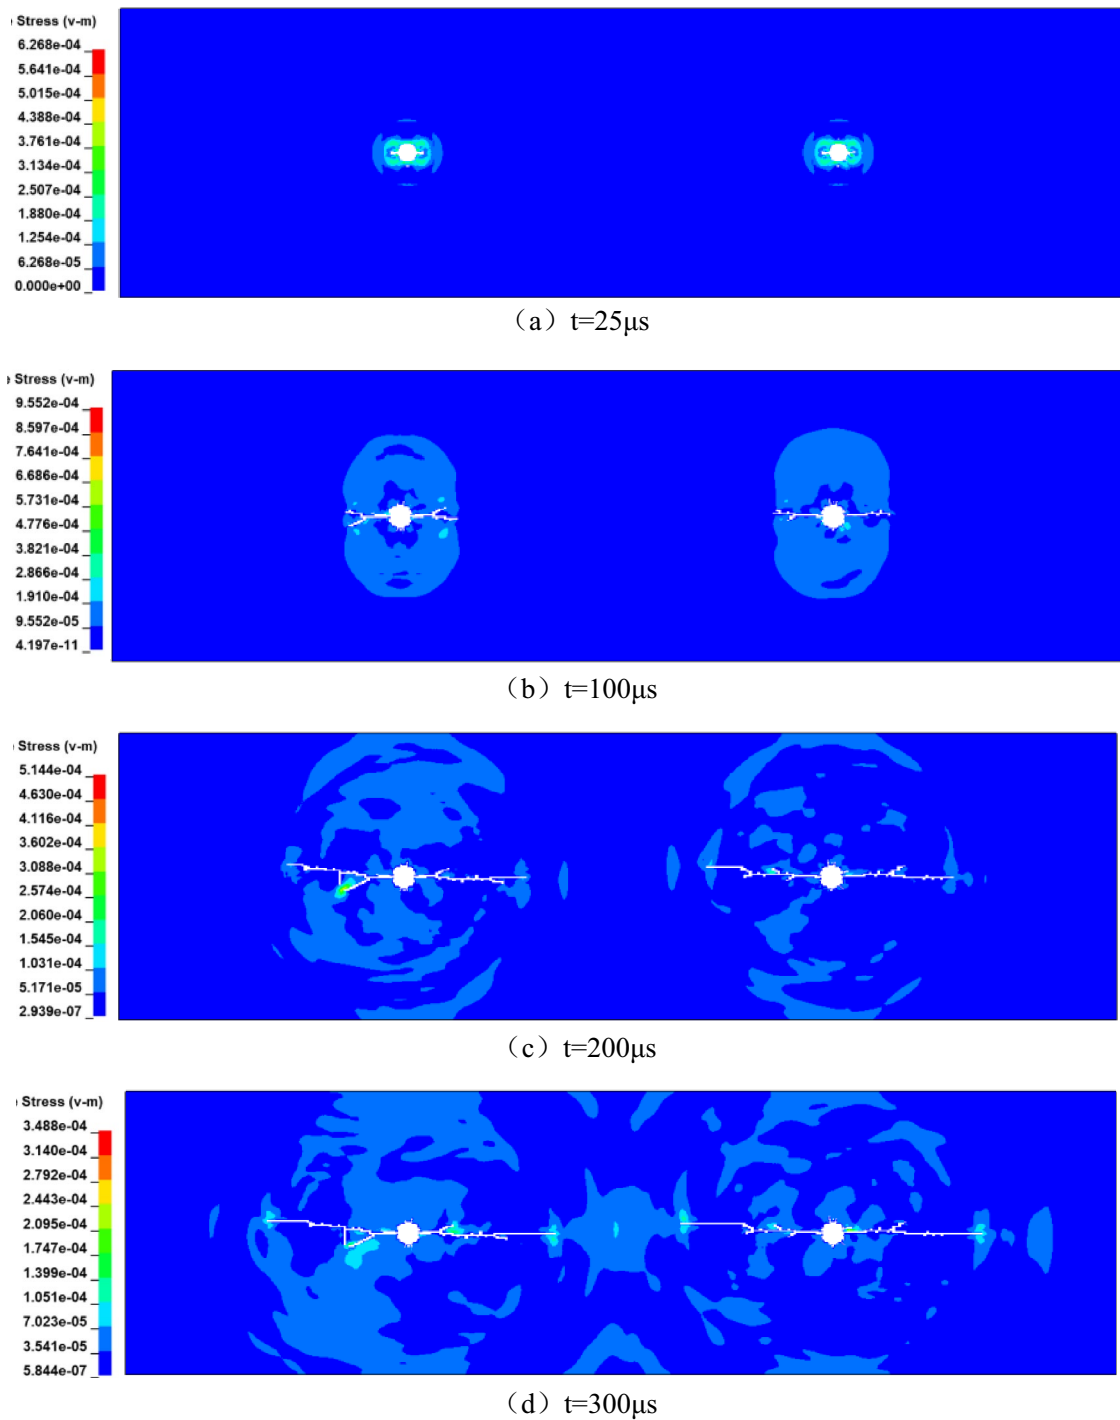 Stress (v-m)
6.268e-04
5.641e-04
5.015e-04
4.388e-04
3.761e-04
3.134e-04
2.507e-04
1.880e-04
1.254e-04
6.268e-05
0.000e+00
（a）t=25μs
Stress (v-m)
9.552e-04
8.597e-04
7.641e-04
6.686e-04
5.731e-04
4.776e-04
3.821e-04
2.866e-04
1.910e-04
9.552e-05
4.197e-11
（b）t=100μs
Stress (v-m)
5.144e-04
4.630e-04
4.116e-04
3.602e-04
3.088e-04
2.574e-04
2.060e-04
1.545e-04
1.031e-04
5.171e-05
2.939e-07
（c）t=200μs
Stress (v-m)
3.488e-04
3.140e-04
2.792e-04
2.443e-04
2.095e-04
1.747e-04
1.399e-04
1.051e-04
7.023e-05
3.541e-05
5.844e-07
（d）t=300μs